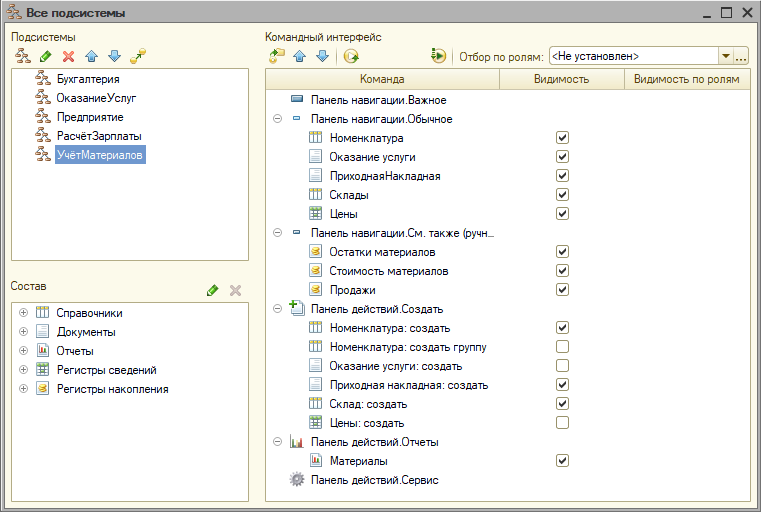 Все подсистемы
Подсистемы
Бухгалтерия
ОказаниеУслуг
Предприятие
РасчётЗарплаты
УчётМатериалов
Состав
Справочники
Документы
Отчеты
Регистры сведений
Регистры накопления
Командный интерфейс
Отбор по ролям: <Не установлен> ...
Команда Видимость Видимость по ролям
Панель навигации.Важное
Панель навигации.Обычное
Номенклатура
Оказание услуги
ПриходнаяНакладная
Склады
Цены
Панель навигации.См. также (ручн...
Остатки материалов
Стоимость материалов
Продажи
Панель действий.Создать
Номенклатура: создать
Номенклатура: создать группу
Оказание услуги: создать
Приходная накладная: создать
Склад: создать
Цены: создать
Панель действий.Отчеты
Материалы
Панель действий.Сервис